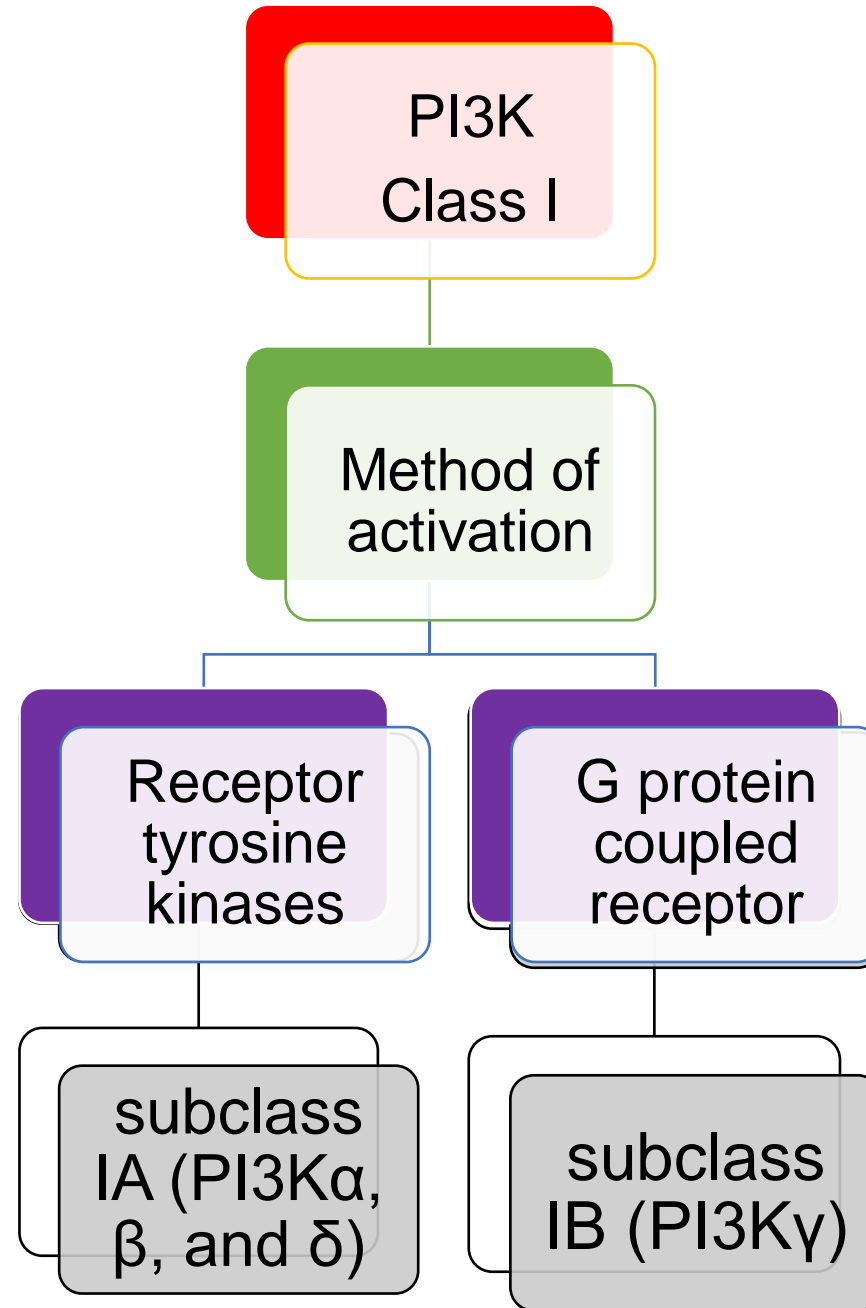 PI3K
Class I
Method of
activation
Receptor
tyrosine
kinases
G protein
coupled
receptor
subclass
IA (PI3Kα,
β, and δ)
subclass
IB (PI3Kγ)